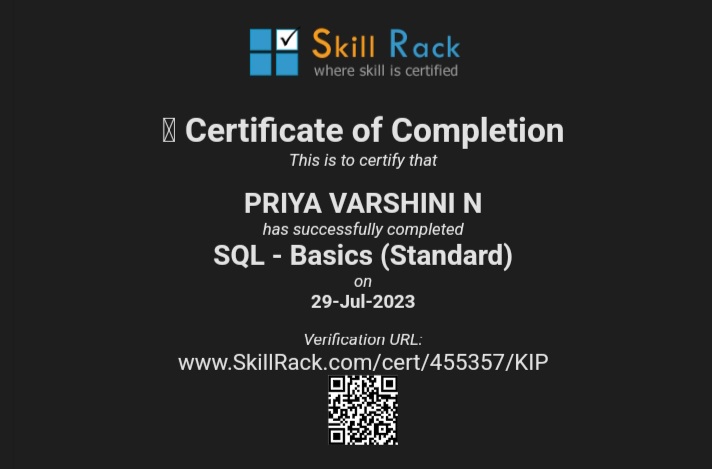 Skill Rack
where skill is certified
Certificate of Completion
This is to certify that
PRIYA VARSHINI N
has successfully completed
SQL - Basics (Standard)
on
29-Jul-2023
Verification URL:
www.SkillRack.com/cert/455357/KIP